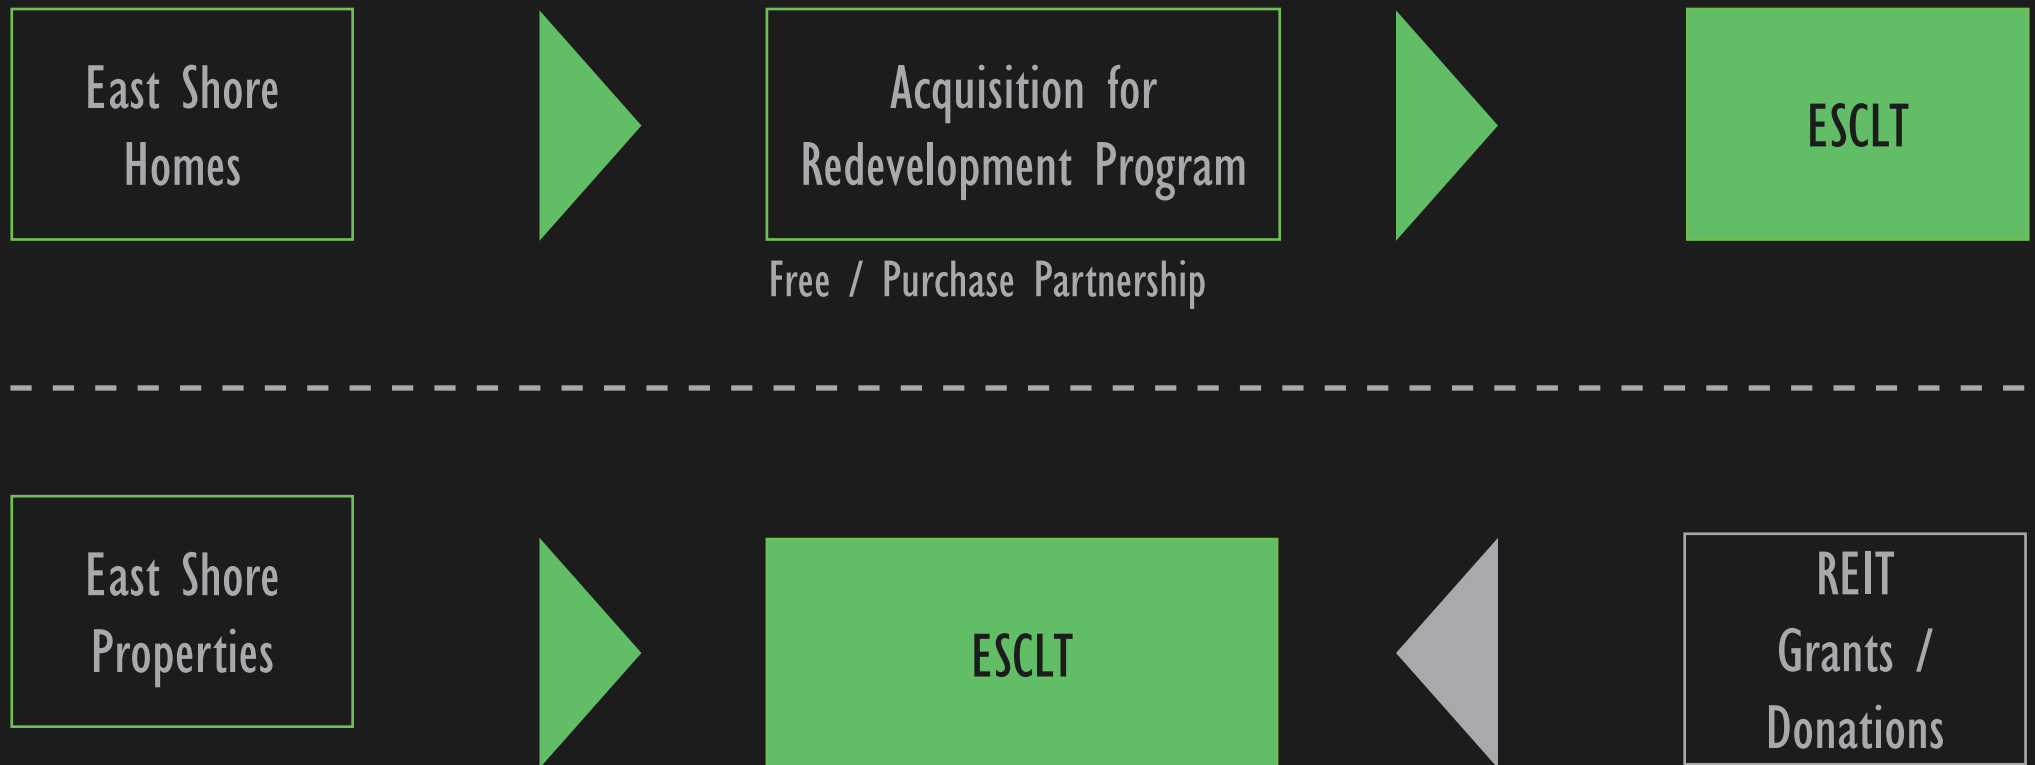 East Shore
Homes
Acquisition for
Redevelopment Program
ESCLT
Free / Purchase Partnership
East Shore
Properties
ESCLT
REIT
Grants /
Donations